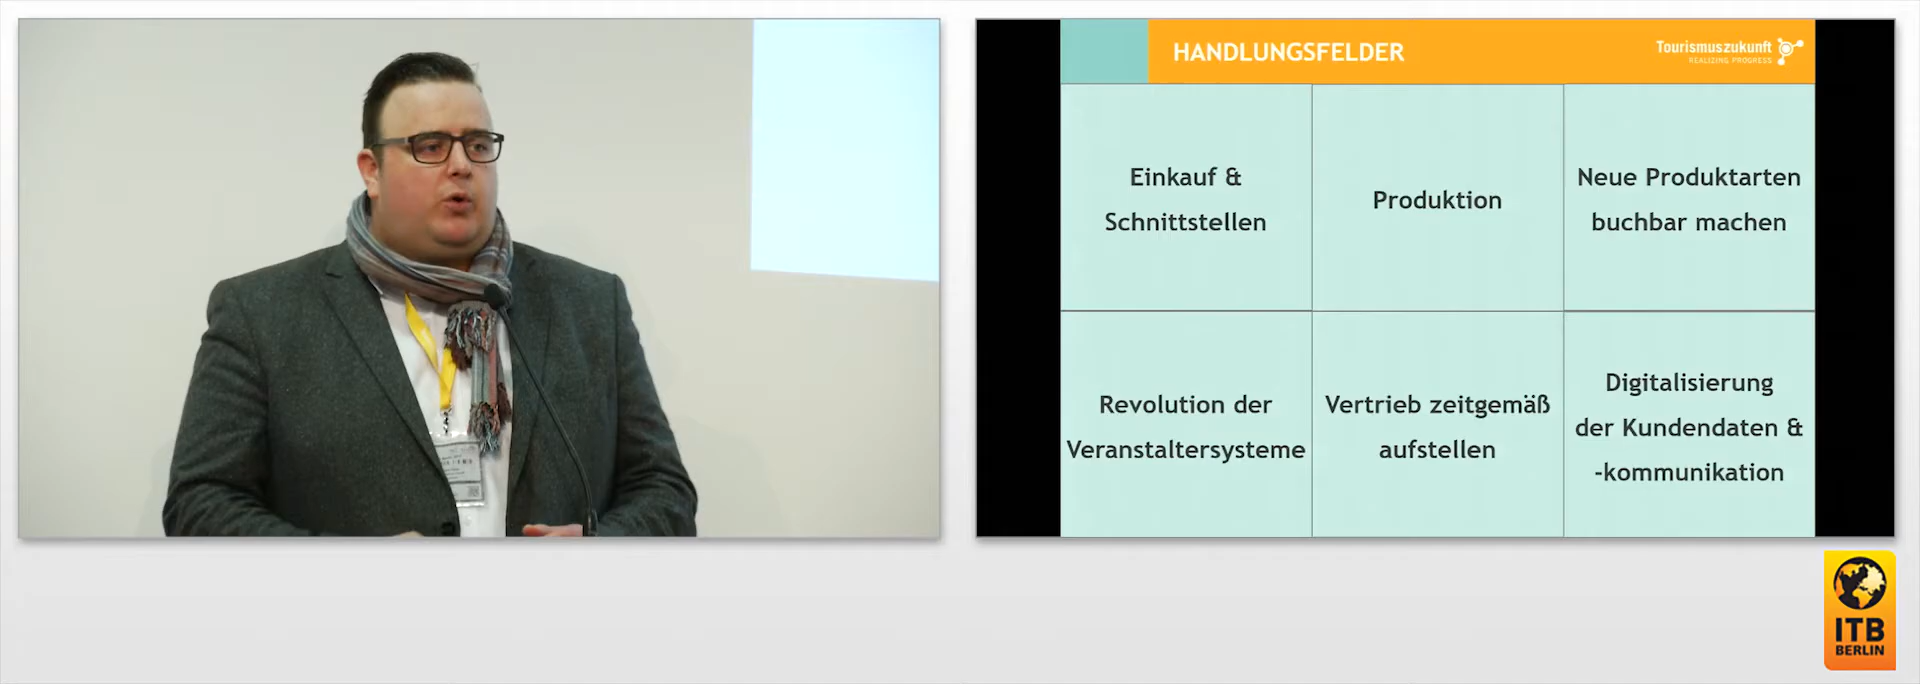 HANDLUNGSFELDER
Tourismuszukunft
REALIZING PROGRESS
Einkauf &
Schnittstellen
Produktion
Neue Produktarten
buchbar machen
Revolution der
Veranstaltersysteme
Vertrieb zeitgemäß
aufstellen
Digitalisierung
der Kundendaten &
-kommunikation
ITB
BERLIN